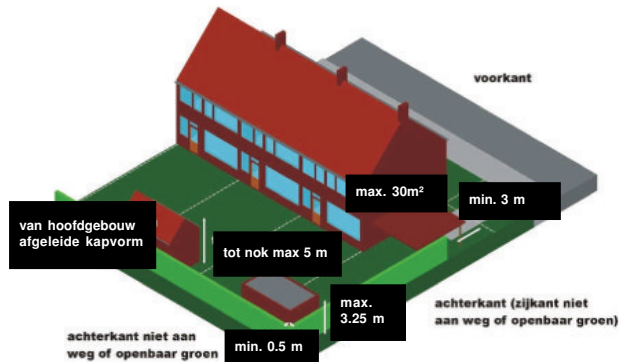 voorkant
max. 30m²
min. 3 m
van hoofdgebouw
afgeleide kapvorm
tot nok max 5 m
max.
3.25 m
achterkant (zijkant niet
aan weg of openbaar groen)
achterkant niet aan
weg of openbaar groen
min. 0.5 m